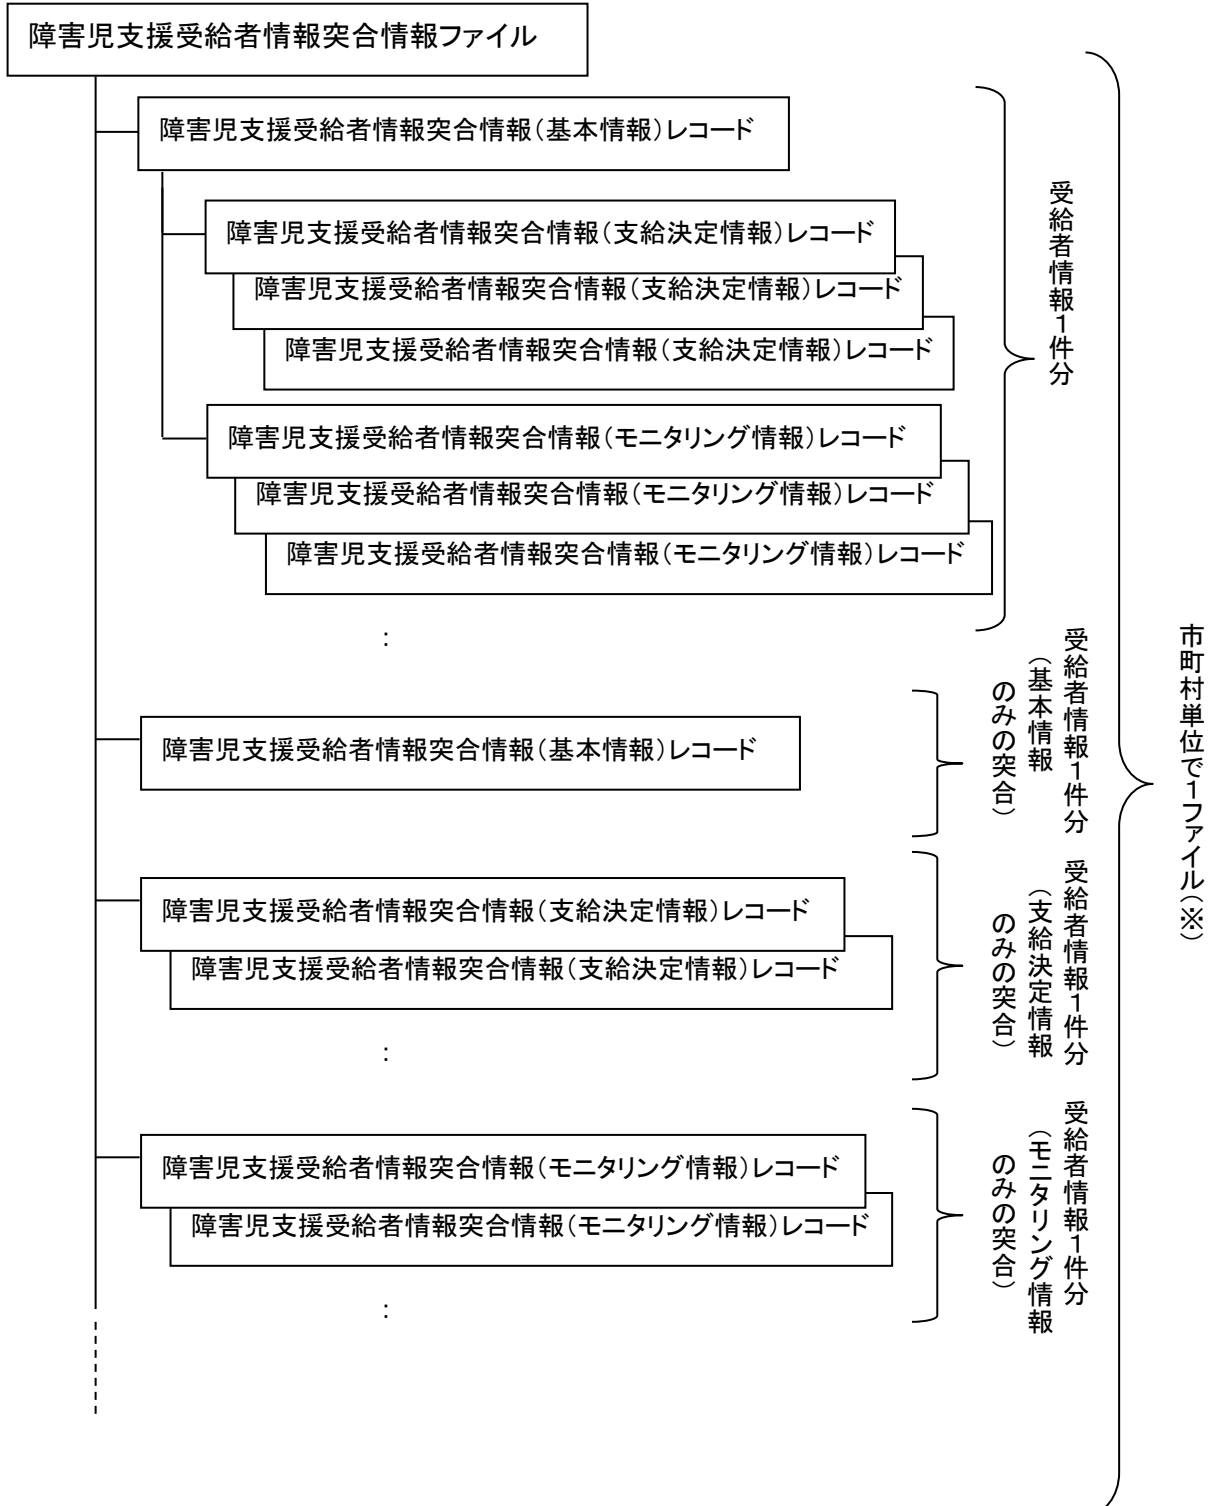 障害児支援受給者情報突合情報ファイル
障害児支援受給者情報突合情報（基本情報）レコード
障害児支援受給者情報突合情報（支給決定情報）レコード
障害児支援受給者情報突合情報（支給決定情報）レコード
障害児支援受給者情報突合情報（支給決定情報）レコード
障害児支援受給者情報突合情報（モニタリング情報）レコード
障害児支援受給者情報突合情報（モニタリング情報）レコード
障害児支援受給者情報突合情報（モニタリング情報）レコード
：
受給者情報１件分
障害児支援受給者情報突合情報（基本情報）レコード
受給者情報１件分
（基本情報
のみの突合）
障害児支援受給者情報突合情報（支給決定情報）レコード
障害児支援受給者情報突合情報（支給決定情報）レコード
：
受給者情報１件分
（支給決定情報
のみの突合）
障害児支援受給者情報突合情報（モニタリング情報）レコード
障害児支援受給者情報突合情報（モニタリング情報）レコード
：
受給者情報１件分
（モニタリング情報
のみの突合）
市町村単位で１ファイル（※）